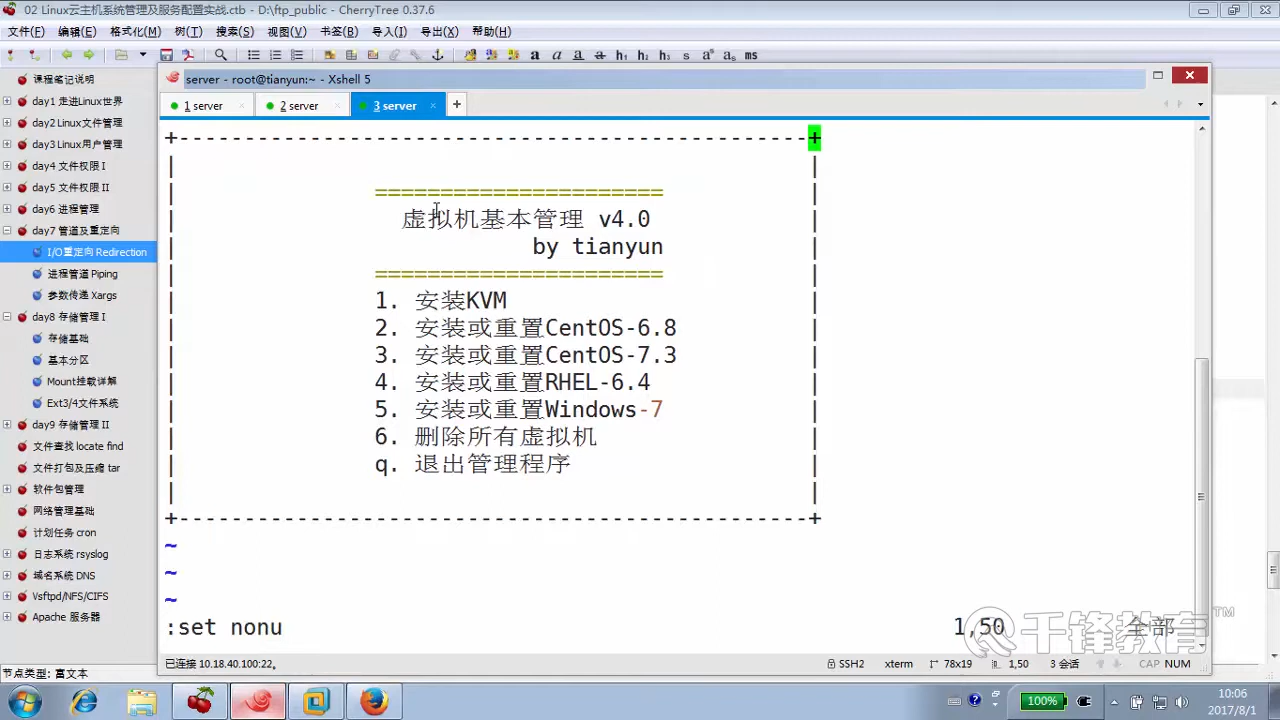 02 Linux云主机系统管理及服务配置实战.ctb - D:\ftp_public - CherryTree 0.37.6
文件(F) 编辑(E) 格式化(M) 树(T) 搜索(S) 视图(V) 书签(B) 导入(I) 导出(X) 帮助(H)
a a a a h₁ h₂ h₃ s aˢ aₛ ms
课程笔记说明
day1 走进Linux世界
day2 Linux文件管理
day3 Linux用户管理
day4 文件权限 I
day5 文件权限 II
day6 进程管理
day7 管道及重定向
I/O重定向 Redirection
进程管道 Piping
参数传递 Xargs
day8 存储管理 I
存储基础
基本分区
Mount挂载详解
Ext3/4文件系统
day9 存储管理 II
文件查找 locate find
文件打包及压缩 tar
软件包管理
网络管理基础
计划任务 cron
日志系统 rsyslog
域名系统 DNS
Vsftpd/NFS/CIFS
Apache 服务器
节点类型: 富文本
server - root@tianyun:~ - Xshell 5
1 server × 2 server × 3 server × +
+------------------------------------------------+
======================
虚拟机基本管理 v4.0
by tianyun
======================
1. 安装KVM
2. 安装或重置CentOS-6.8
3. 安装或重置CentOS-7.3
4. 安装或重置RHEL-6.4
5. 安装或重置Windows-7
6. 删除所有虚拟机
q. 退出管理程序
+------------------------------------------------+
~
~
~
:set nonu 1,50 全部
千锋教育™
已连接 10.18.40.100:22。 SSH2 xterm 78x19 1,50 3 会话 CAP NUM
100% 10:06
2017/8/1